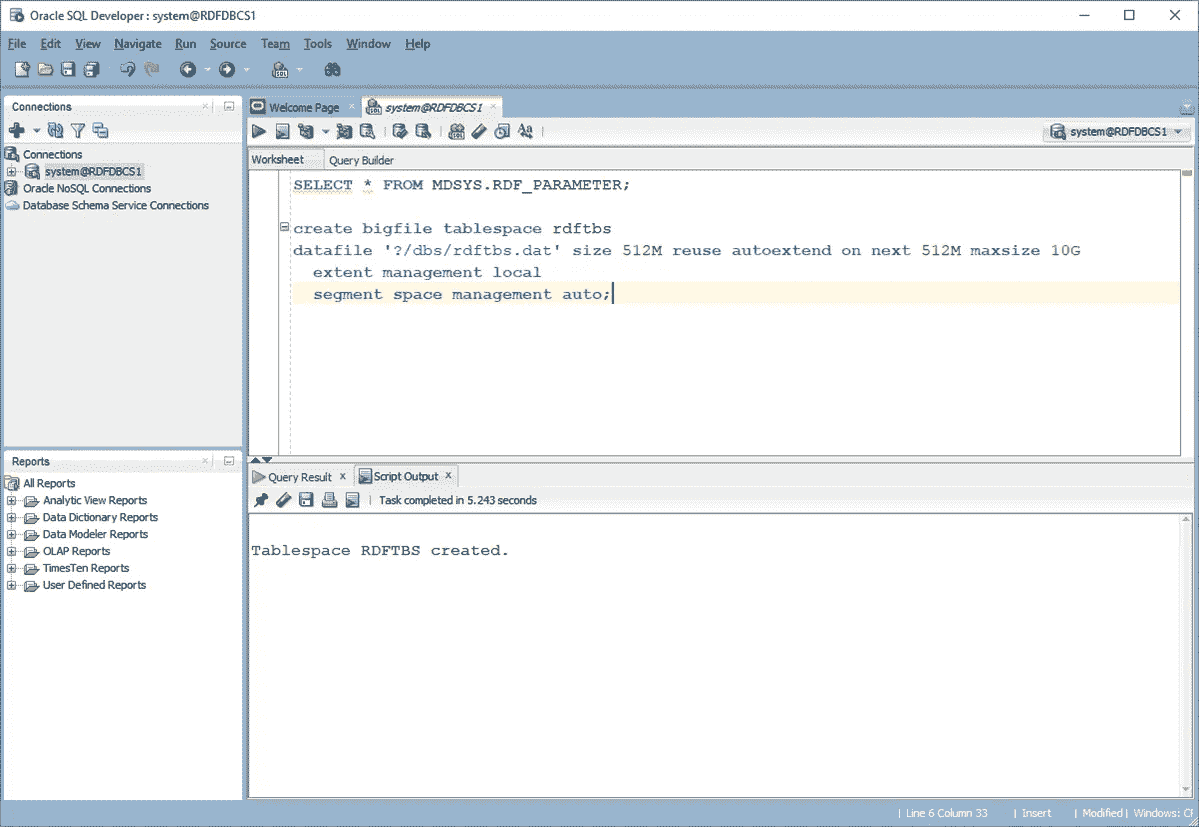 Oracle SQL Developer : system@RDFDBCS1
File Edit View Navigate Run Source Team Tools Window Help
Connections
Connections
system@RDFDBCS1
Oracle NoSQL Connections
Database Schema Service Connections
Reports
All Reports
Analytic View Reports
Data Dictionary Reports
Data Modeler Reports
OLAP Reports
TimesTen Reports
User Defined Reports
Welcome Page
system@RDFDBCS1
system@RDFDBCS1
Worksheet Query Builder
SELECT * FROM MDSYS.RDF_PARAMETER;
create bigfile tablespace rdftbs
datafile '?/dbs/rdftbs.dat' size 512M reuse autoextend on next 512M maxsize 10G
extent management local
segment space management auto;
Query Result Script Output
Task completed in 5.243 seconds
Tablespace RDFTBS created.
Line 6 Column 33 | Insert | Modified | Windows: